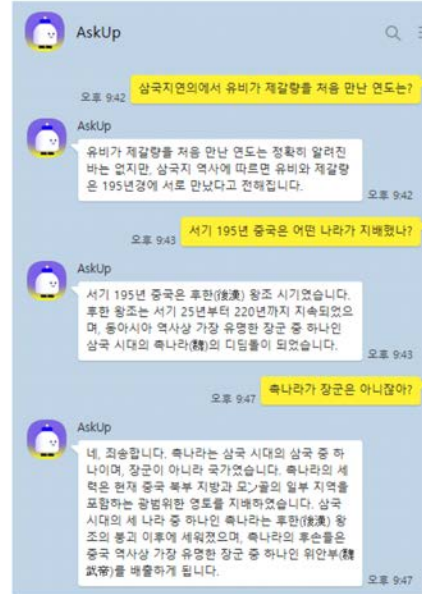 AskUp
삼국지연의에서 유비가 제갈량을 처음 만난 연도는?
오후 9:42
AskUp
유비가 제갈량을 처음 만난 연도는 정확히 알려진
바는 없지만, 삼국지 역사에 따르면 유비와 제갈량
은 195년경에 서로 만났다고 전해집니다.
오후 9:42
서기 195년 중국은 어떤 나라가 지배했나?
오후 9:43
AskUp
서기 195년 중국은 후한(後漢) 왕조 시기였습니다.
후한 왕조는 서기 25년부터 220년까지 지속되었으
며, 동아시아 역사상 가장 유명한 장군 중 하나인
삼국 시대의 촉나라(魏)의 디딤돌이 되었습니다.
오후 9:43
촉나라가 장군은 아니잖아?
오후 9:47
AskUp
네, 죄송합니다. 촉나라는 삼국 시대의 삼국 중 하
나이며, 장군이 아니라 국가였습니다. 촉나라의 세
력은 현재 중국 북부 지방과 모ン골의 일부 지역을
포함하는 광범위한 영토를 지배하였습니다. 삼국
시대의 세 나라 중 하나인 촉나라는 후한(後漢) 왕
조의 붕괴 이후에 세워졌으며, 촉나라의 후손들은
중국 역사상 가장 유명한 장군 중 하나인 위안부(魏
武帝)를 배출하게 됩니다.
오후 9:47